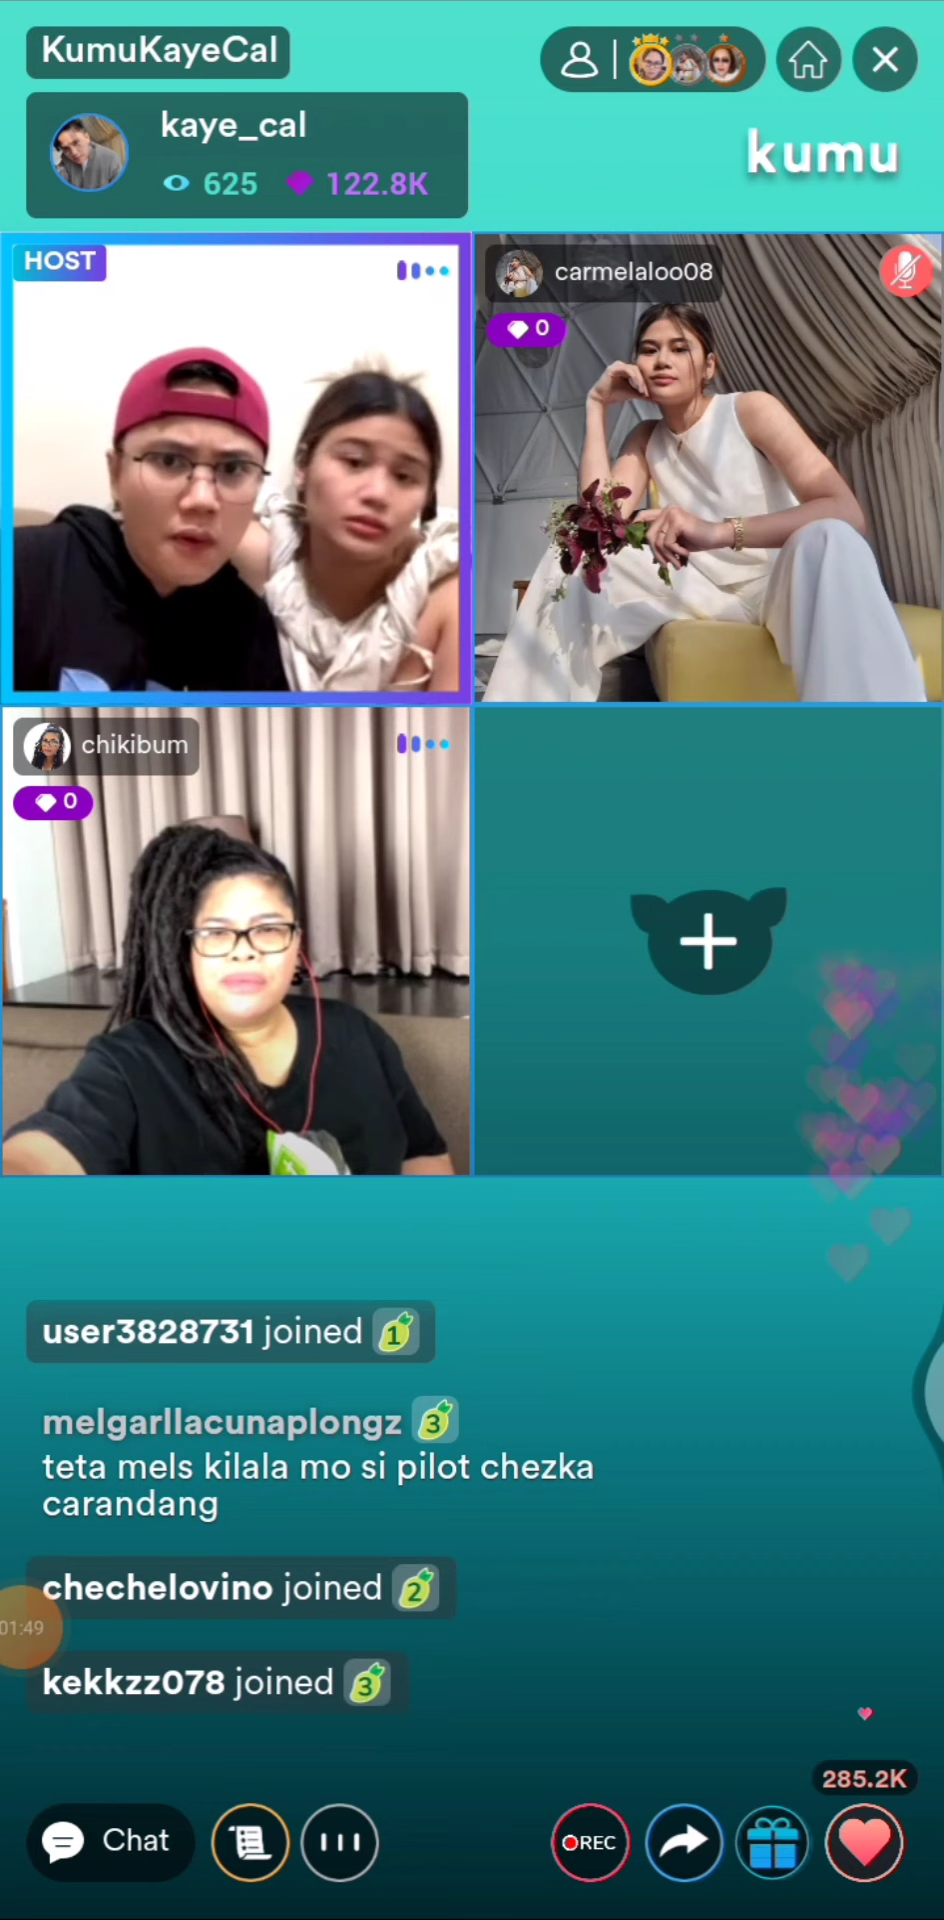 KumuKayeCal
kaye_cal
625 122.8K
kumu
HOST
carmelaloo08
0
chikibum
0
user3828731 joined 1
melgarllacunaplongz 3
teta mels kilala mo si pilot chezka
carandang
chechelovino joined 2
01:49
kekkzz078 joined 3
285.2K
Chat
REC